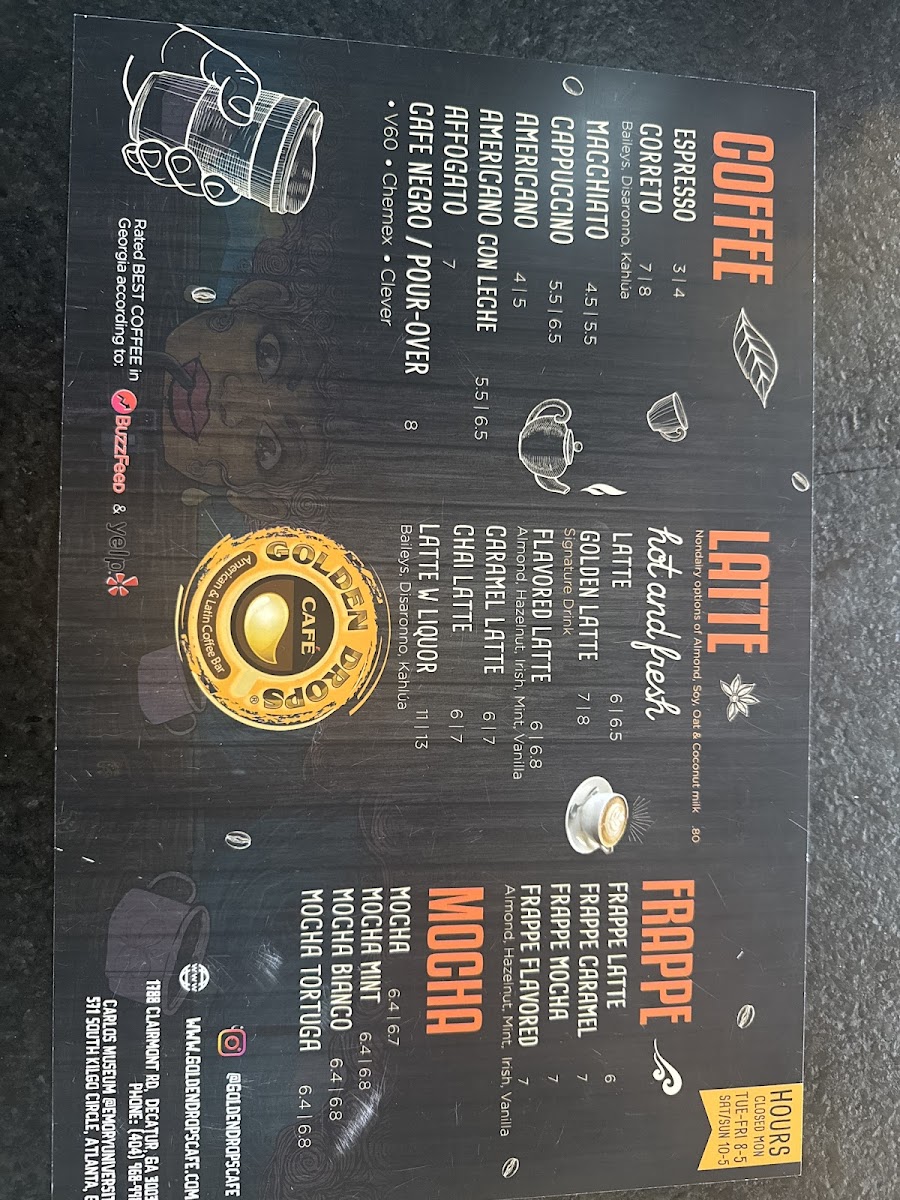 COFFEE
ESPRESSO 3 | 4
CORRETO 7 | 8
Baileys, Disaronno, Kahlúa
MACCHIATO 4.5 | 5.5
CAPPUCCINO 5.5 | 6.5
AMERICANO 4 | 5
AMERICANO CON LECHE 5.5 | 6.5
AFFOGATO 7
CAFE NEGRO / POUR-OVER 8
• V60 • Chemex • Clever
Rated BEST COFFEE in
Georgia according to:
BuzzFeed & yelp
LATTE
Nondairy options of Almond, Soy, Oat & Coconut milk .80
hot and fresh
LATTE 6 | 6.5
GOLDEN LATTE 7 | 8
Signature Drink
FLAVORED LATTE 6 | 6.8
Almond, Hazelnut, Irish, Mint, Vanilla
CARAMEL LATTE 6 | 7
CHAI LATTE 6 | 7
LATTE W LIQUOR 11 | 13
Baileys, Disaronno, Kahlúa
GOLDEN DROPS®
CAFÉ
American & Latin Coffee Bar
HOURS
CLOSED MON
TUE-FRI 8-5
SAT/SUN 10-5
FRAPPE
FRAPPE LATTE 6
FRAPPE CARAMEL 7
FRAPPE MOCHA 7
FRAPPE FLAVORED 7
Almond, Hazelnut, Mint, Irish, Vanilla
MOCHA
MOCHA 6.4 | 6.7
MOCHA MINT 6.4 | 6.8
MOCHA BIANCO 6.4 | 6.8
MOCHA TORTUGA 6.4 | 6.8
@GOLDENDROPSCAFE
WWW
WWW.GOLDENDROPSCAFE.COM
1788 CLAIRMONT RD. DECATUR, GA
PHONE: (404) 968-99
CARLOS MUSEUM @EMORYUNIVERSIT
571 SOUTH KILGO CIRCLE, ATLANTA,